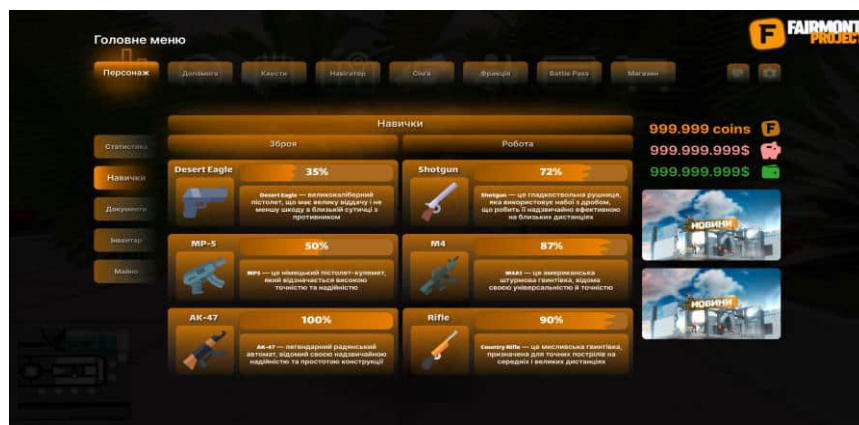 FAIRMONT
PROJECT
Головне меню
Персонаж
Допомога
Квести
Навігатор
Сім'я
Фракція
Battle Pass
Магазин
Навички
Зброя
Робота
Статистика
Навички
Документи
Інвентар
Майно
Desert Eagle
35%
Desert Eagle — великокаліберний
пістолет, що має велику віддачу і не
меншу шкоду в близькій сутичці з
противником
Shotgun
72%
Shotgun — це гладкоствольна рушниця,
яка використовує набої з дробом,
що робить її надзвичайно ефективною
на близьких дистанціях
MP-5
50%
MP5 — це німецький пістолет-кулемет,
який відзначається високою
точністю та надійністю
M4
87%
M4A1 — це американська
штурмова гвинтівка, відома
своєю універсальністю й точністю
AK-47
100%
AK-47 — легендарний радянський
автомат, відомий своєю надзвичайною
надійністю та простотою конструкції
Rifle
90%
Country Rifle — це мисливська гвинтівка,
призначена для точних пострілів на
середніх і великих дистанціях
999.999 coins
999.999.999$
999.999.999$
НОВИНИ
НОВИНИ